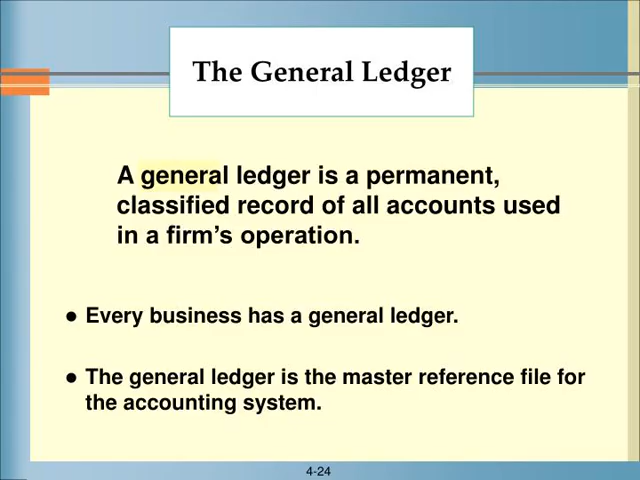 The General Ledger
A general ledger is a permanent,
classified record of all accounts used
in a firm’s operation.
● Every business has a general ledger.
● The general ledger is the master reference file for
the accounting system.
4-24